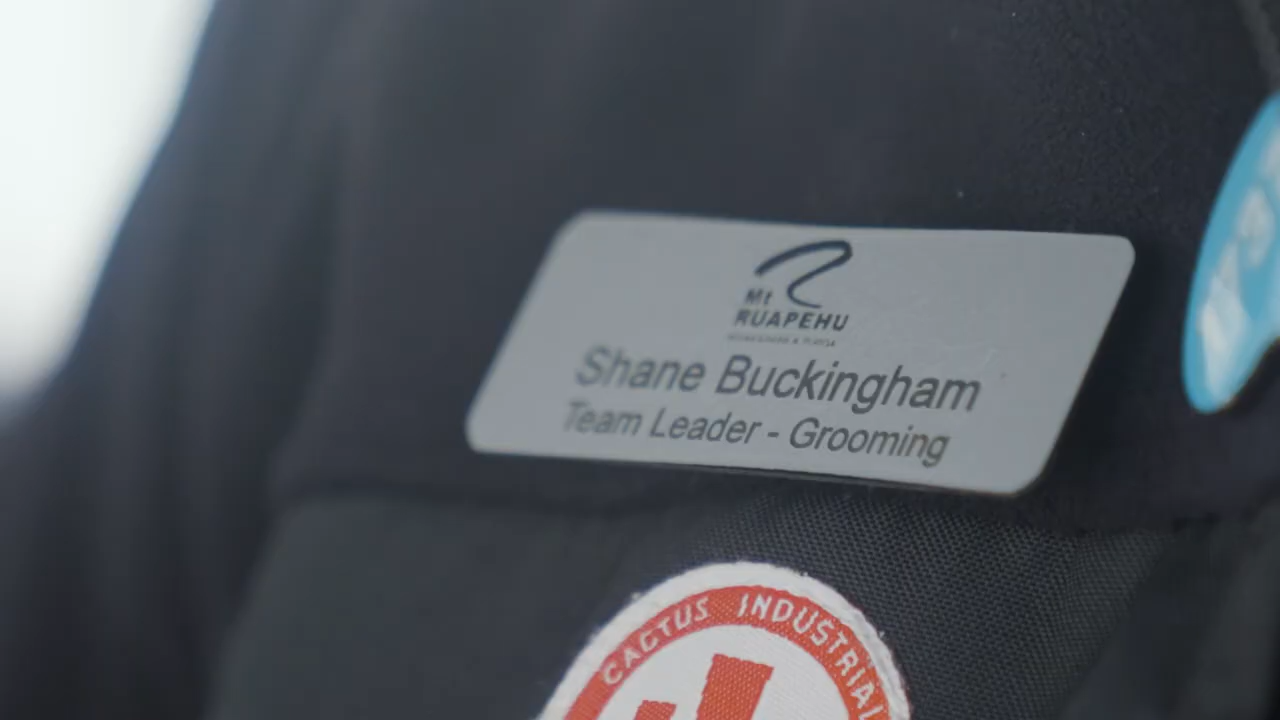 Mt
RUAPEHU
Shane Buckingham
Team Leader - Grooming
CACTUS INDUSTRIAL